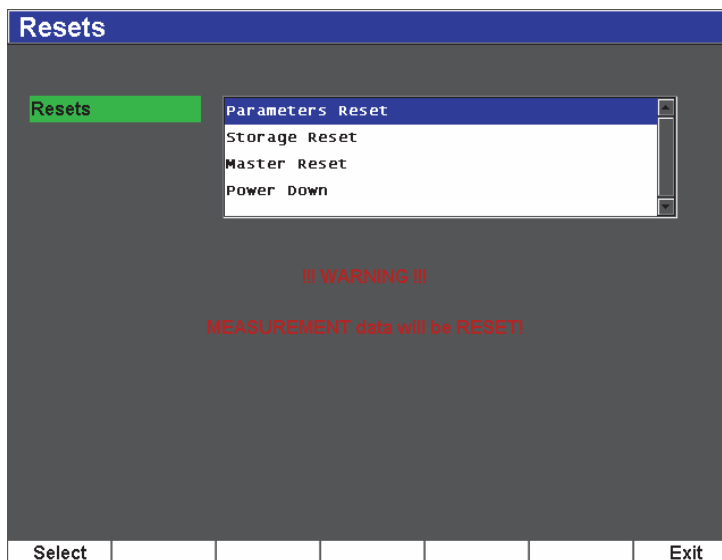 Resets
Resets
Parameters Reset
Storage Reset
Master Reset
Power Down
!!! WARNING !!!
MEASUREMENT data will be RESET!
Select
Exit